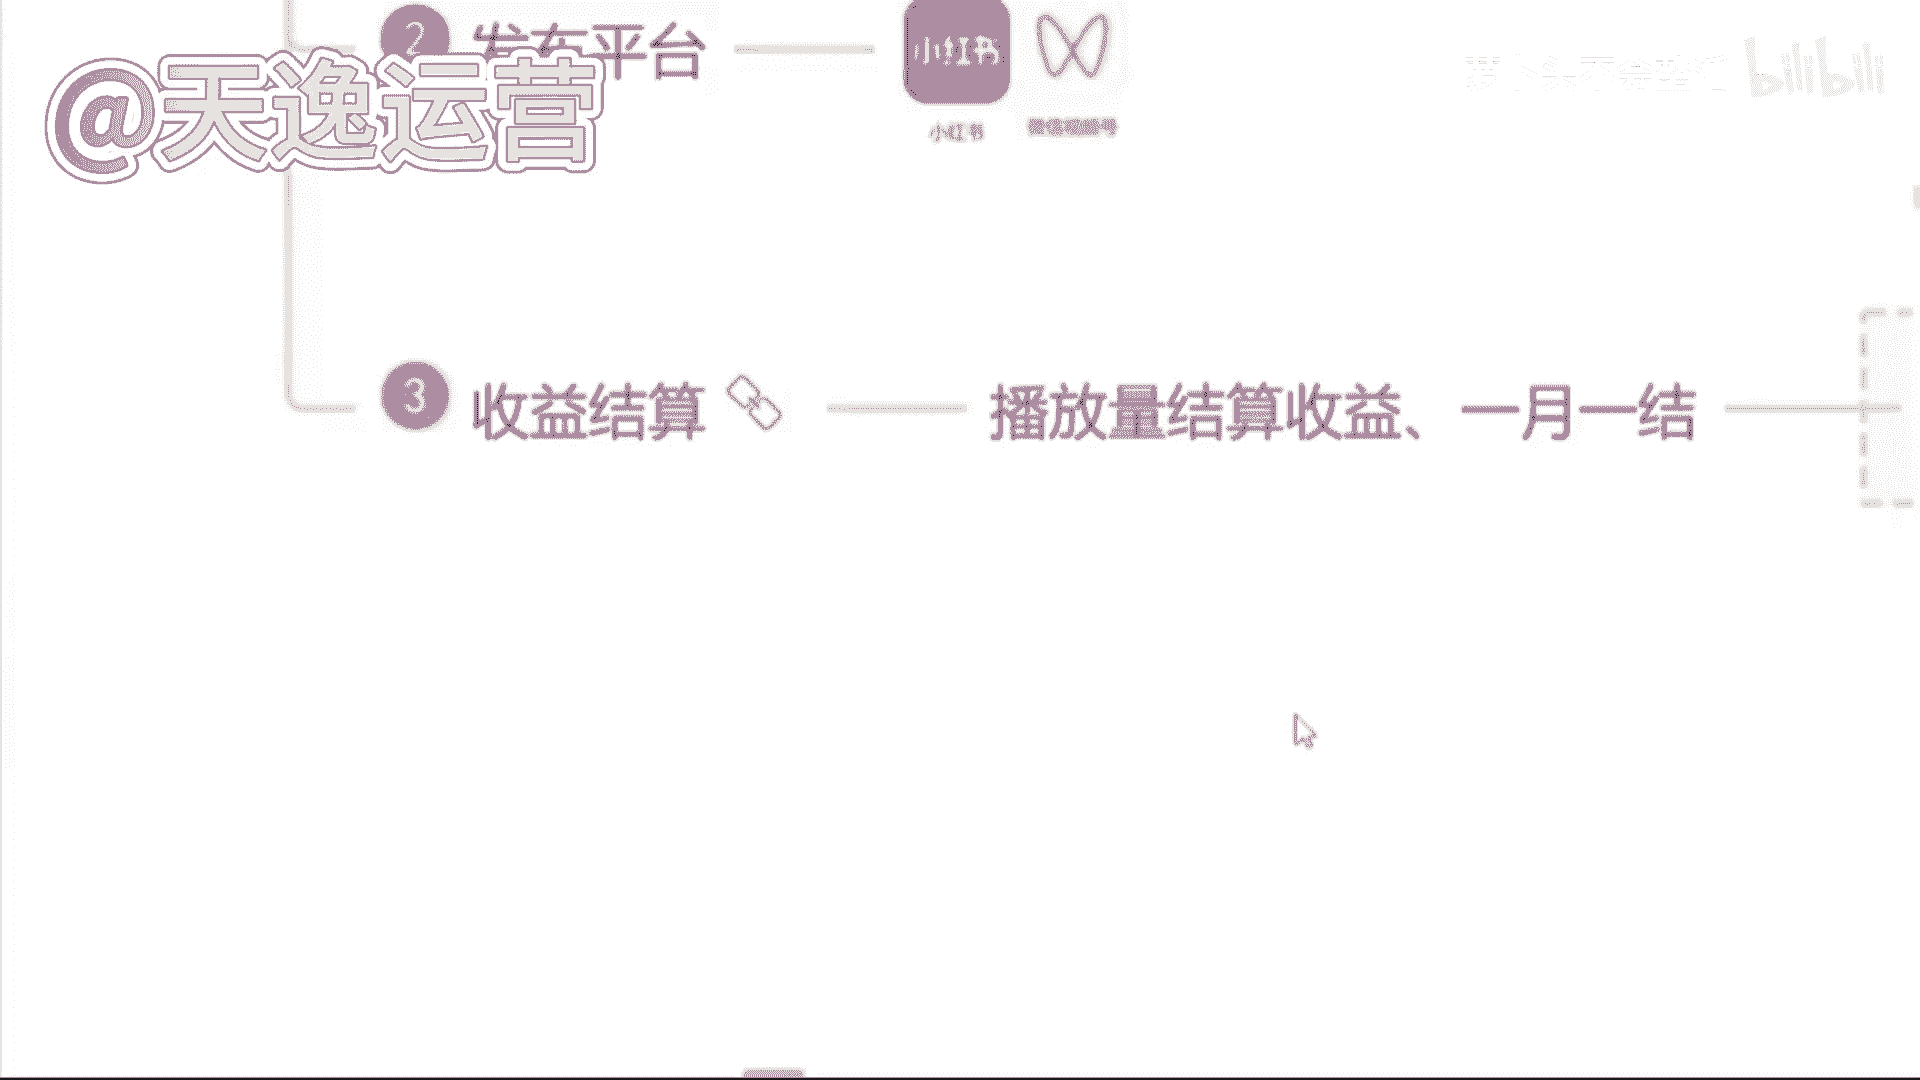 2 发布平台
小红书
@天逸运营
bilibili
小红书 微信视频号
3 收益结算 播放量结算收益、一月一结